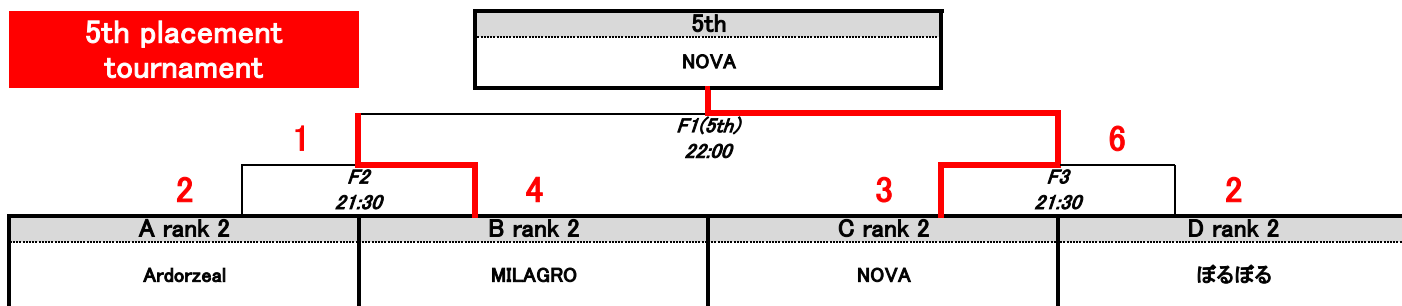 5th placement
tournament
5th
NOVA
F1(5th)
22:00
1
6
F2
21:30
F3
21:30
2
4
3
2
A rank 2
B rank 2
C rank 2
D rank 2
Ardorzeal
MILAGRO
NOVA
ぽるぽる